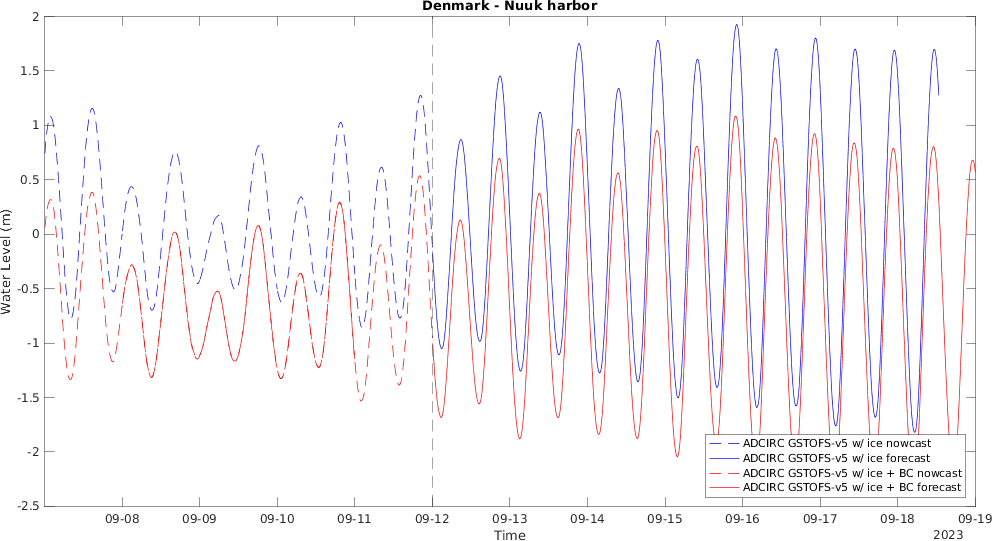 Denmark - Nuuk harbor
2
1.5
1
0.5
0
-0.5
-1
-1.5
-2
-2.5
Water Level (m)
ADCIRC GSTOFS-v5 w/ ice nowcast
ADCIRC GSTOFS-v5 w/ ice forecast
ADCIRC GSTOFS-v5 w/ ice + BC nowcast
ADCIRC GSTOFS-v5 w/ ice + BC forecast
09-08 09-09 09-10 09-11 09-12 09-13 09-14 09-15 09-16 09-17 09-18 09-19
Time
2023